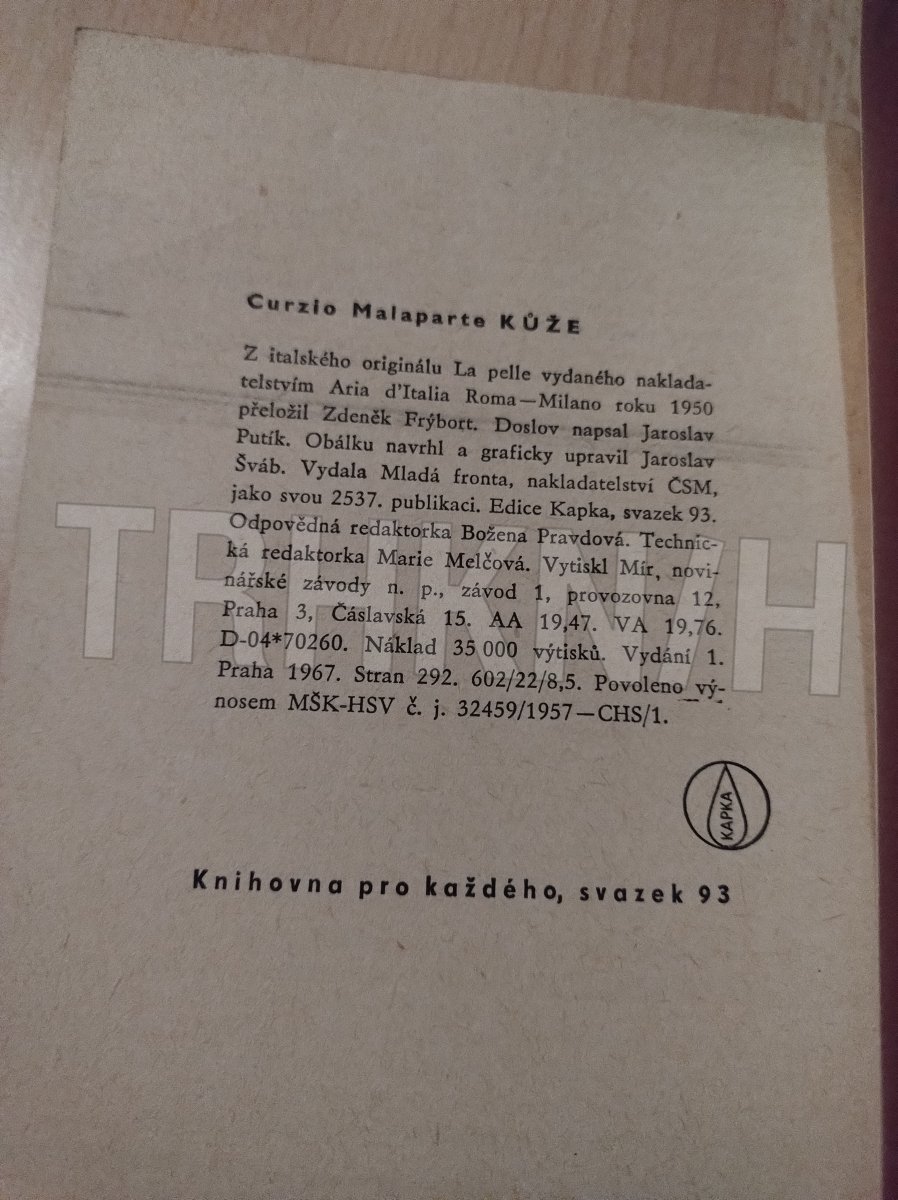 Curzio Malaparte KŮŽE
Z italského originálu La pelle vydaného naklada-
telstvím Aria d'Italia Roma—Milano roku 1950
přeložil Zdeněk Frýbort. Doslov napsal Jaroslav
Putík. Obálku navrhl a graficky upravil Jaroslav
Šváb. Vydala Mladá fronta, nakladatelství ČSM,
jako svou 2537. publikaci. Edice Kapka, svazek 93.
Odpovědná redaktorka Božena Pravdová. Technic-
ká redaktorka Marie Melčová. Vytiskl Mír, novi-
nářské závody n. p., závod 1, provozovna 12,
Praha 3, Čáslavská 15. AA 19,47. VA 19,76.
D-04*70260. Náklad 35 000 výtisků. Vydání 1.
Praha 1967. Stran 292. 602/22/8,5. Povoleno vý-
nosem MŠK-HSV č. j. 32459/1957—CHS/1.
KAPKA
Knihovna pro každého, svazek 93